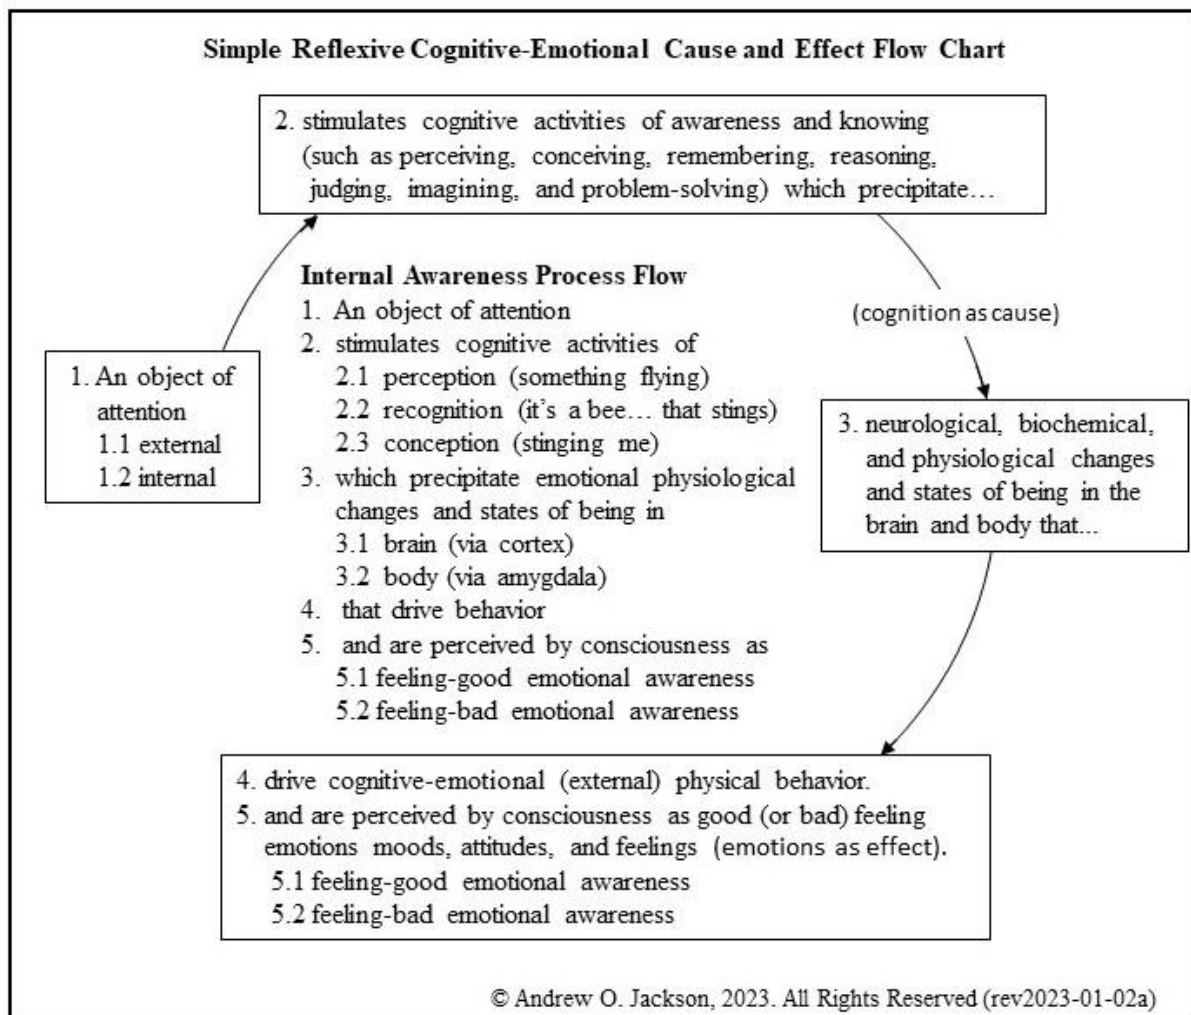 Simple Reflexive Cognitive-Emotional Cause and Effect Flow Chart
2. stimulates cognitive activities of awareness and knowing
(such as perceiving, conceiving, remembering, reasoning,
judging, imagining, and problem-solving) which precipitate...
(cognition as cause)
1. An object of
attention
1.1 external
1.2 internal
Internal Awareness Process Flow
1. An object of attention
2. stimulates cognitive activities of
2.1 perception (something flying)
2.2 recognition (it's a bee... that stings)
2.3 conception (stinging me)
3. which precipitate emotional physiological
changes and states of being in
3.1 brain (via cortex)
3.2 body (via amygdala)
4. that drive behavior
5. and are perceived by consciousness as
5.1 feeling-good emotional awareness
5.2 feeling-bad emotional awareness
3. neurological, biochemical,
and physiological changes
and states of being in the
brain and body that...
4. drive cognitive-emotional (external) physical behavior.
5. and are perceived by consciousness as good (or bad) feeling
emotions moods, attitudes, and feelings (emotions as effect).
5.1 feeling-good emotional awareness
5.2 feeling-bad emotional awareness
© Andrew O. Jackson, 2023. All Rights Reserved (rev2023-01-02a)